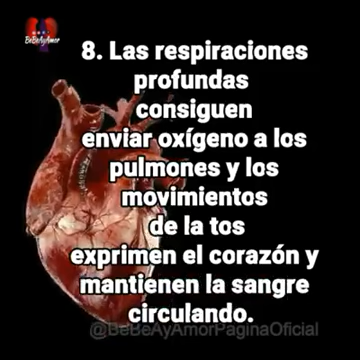 BeBeAyAmor
8. Las respiraciones
profundas
consiguen
enviar oxígeno a los
pulmones y los
movimientos
de la tos
exprimen el corazón y
mantienen la sangre
circulando.
@BeBeAyAmorPaginaOficial